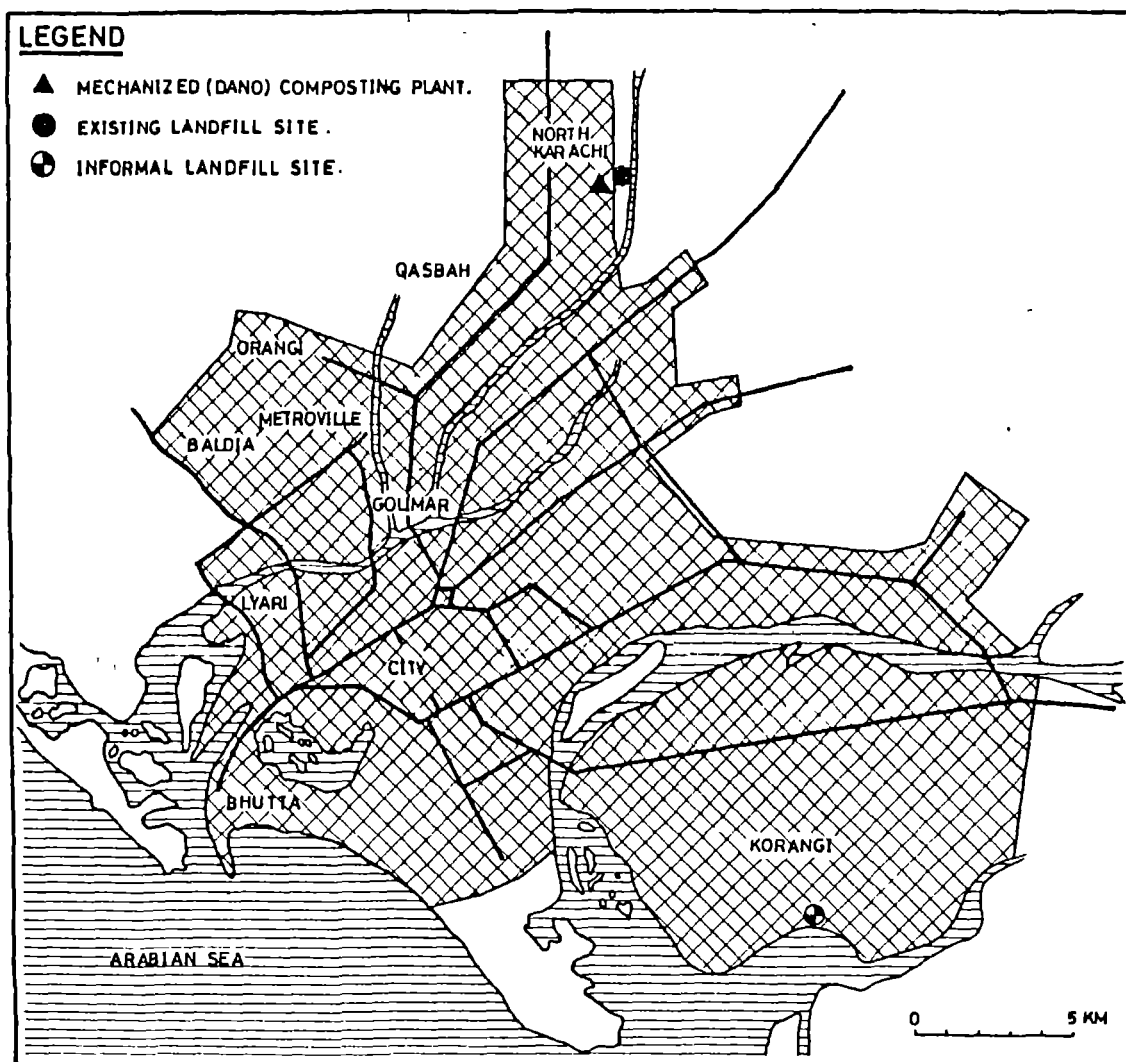 LEGEND
MECHANIZED (DANO) COMPOSTING PLANT.
EXISTING LANDFILL SITE.
INFORMAL LANDFILL SITE.
NORTH
KARACHI
QASBAH
ORANGI
METROVILLE
BALDIA
GOLIMAR
LYARI
CITY
BHUTTA
KORANGI
ARABIAN SEA
0 5 KM